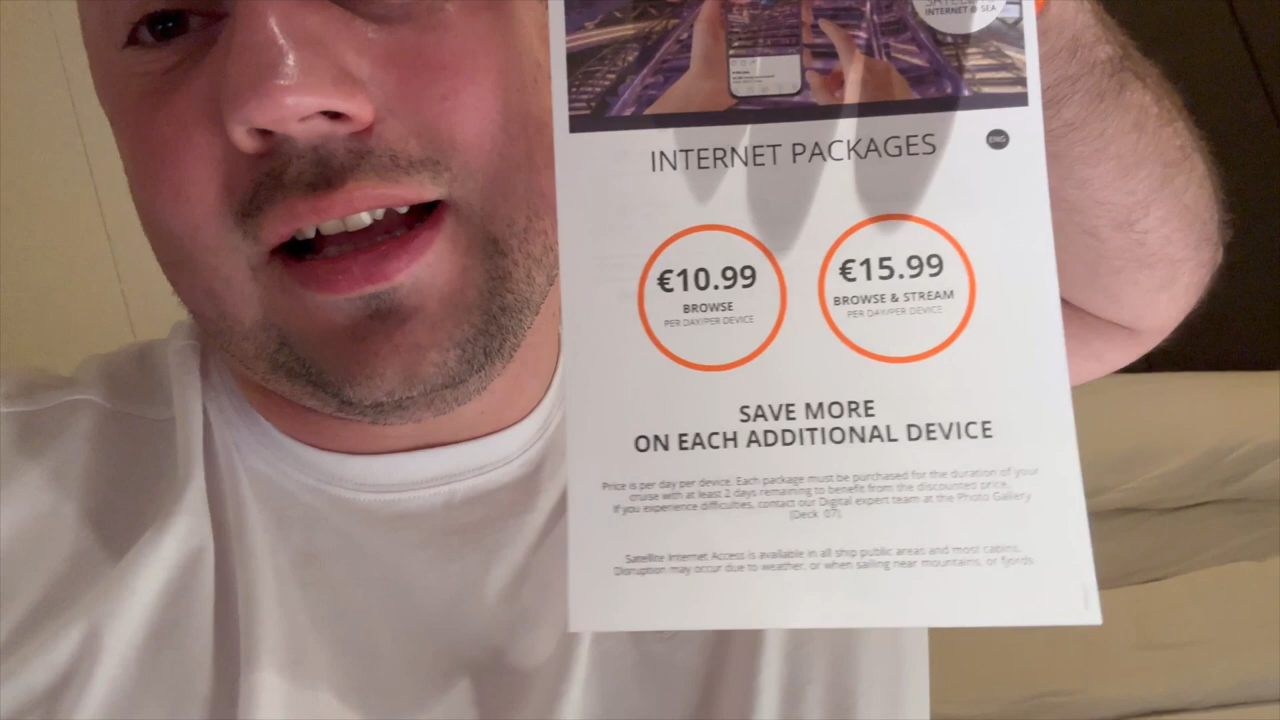 INTERNET @ SEA
INTERNET PACKAGES
ENG
€10.99
BROWSE
PER DAY/PER DEVICE
€15.99
BROWSE & STREAM
PER DAY/PER DEVICE
SAVE MORE
ON EACH ADDITIONAL DEVICE
Price is per day per device. Each package must be purchased for the duration of your
cruise with at least 2 days remaining to benefit from the discounted price.
If you experience difficulties, contact our Digital expert team at the Photo Gallery
(Deck 07).
Satellite Internet Access is available in all ship public areas and most cabins.
Disruption may occur due to weather, or when sailing near mountains, or fjords.